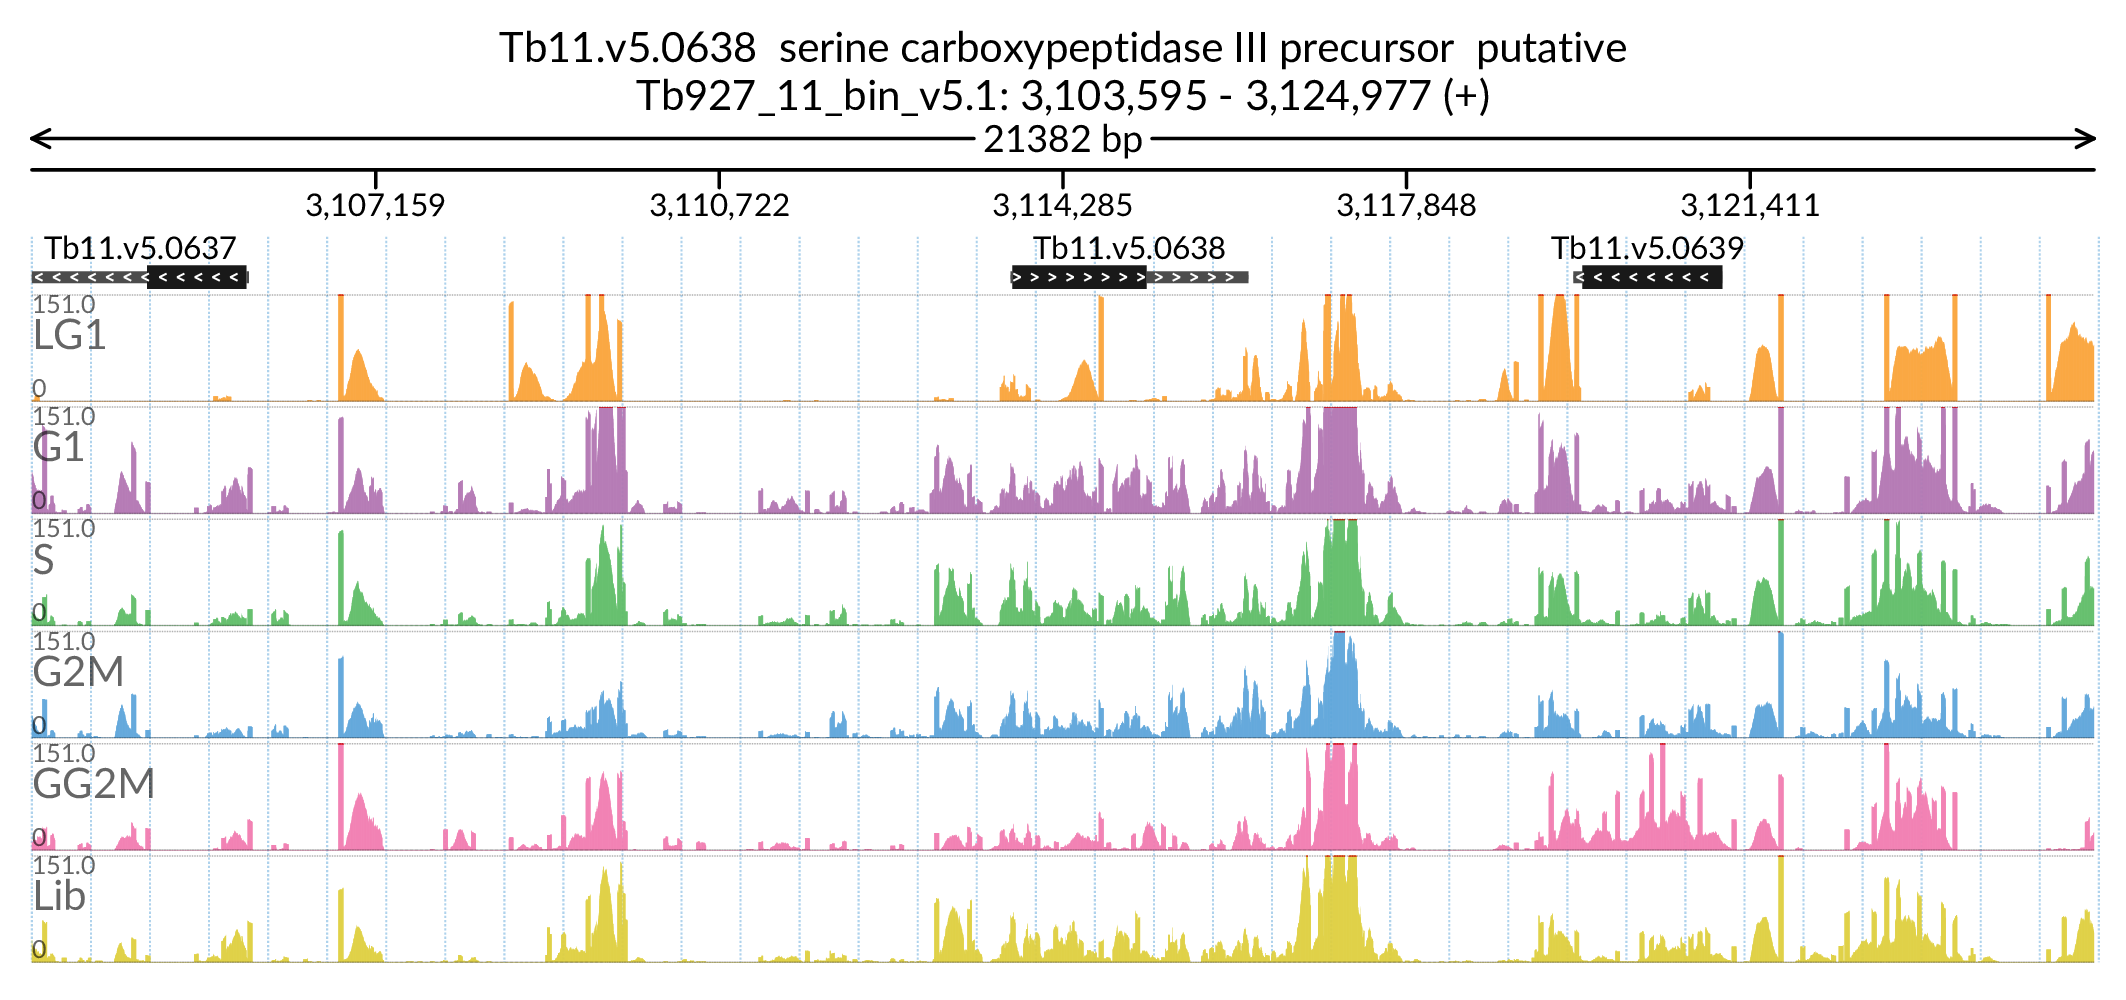 Tb11.v5.0638 serine carboxypeptidase III precursor putative
Tb927_11_bin_v5.1: 3,103,595 - 3,124,977 (+)
21382 bp
3,107,159 3,110,722 3,114,285 3,117,848 3,121,411
Tb11.v5.0637 Tb11.v5.0638 Tb11.v5.0639
151.0
LG1
0
151.0
G1
0
151.0
S
0
151.0
G2M
0
151.0
GG2M
0
151.0
Lib
0